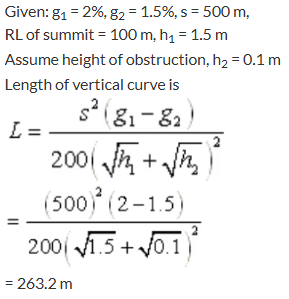 Given: g₁ = 2%, g₂ = 1.5%, s = 500 m,
RL of summit = 100 m, h₁ = 1.5 m
Assume height of obstruction, h₂ = 0.1 m
Length of vertical curve is
L = s²(g₁ − g₂) / 200(√h₁ + √h₂)²
= (500)²(2−1.5) / 200(√1.5 + √0.1)²
= 263.2 m